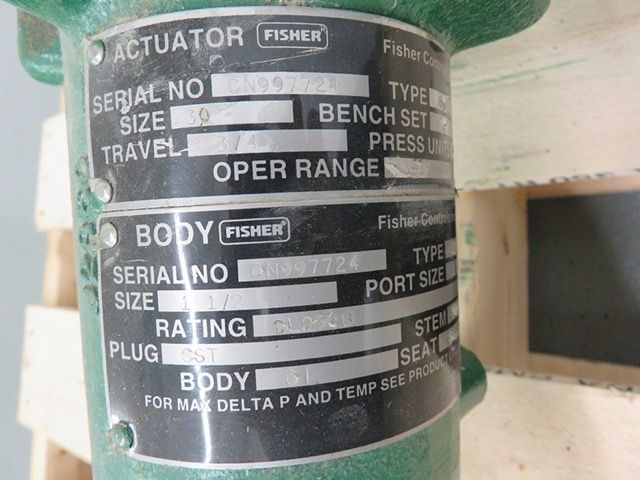 ACTUATOR FISHER Fisher Contro
SERIAL NO CN997724 TYPE
SIZE 30 BENCH SET
TRAVEL 3/4 PRESS UNIT
OPER RANGE
BODY FISHER Fisher Controls
SERIAL NO CN997724 TYPE
SIZE 1 1/2 PORT SIZE
RATING
PLUG SST STEM
SEAT
BODY CI
FOR MAX DELTA P AND TEMP SEE PRODUCT